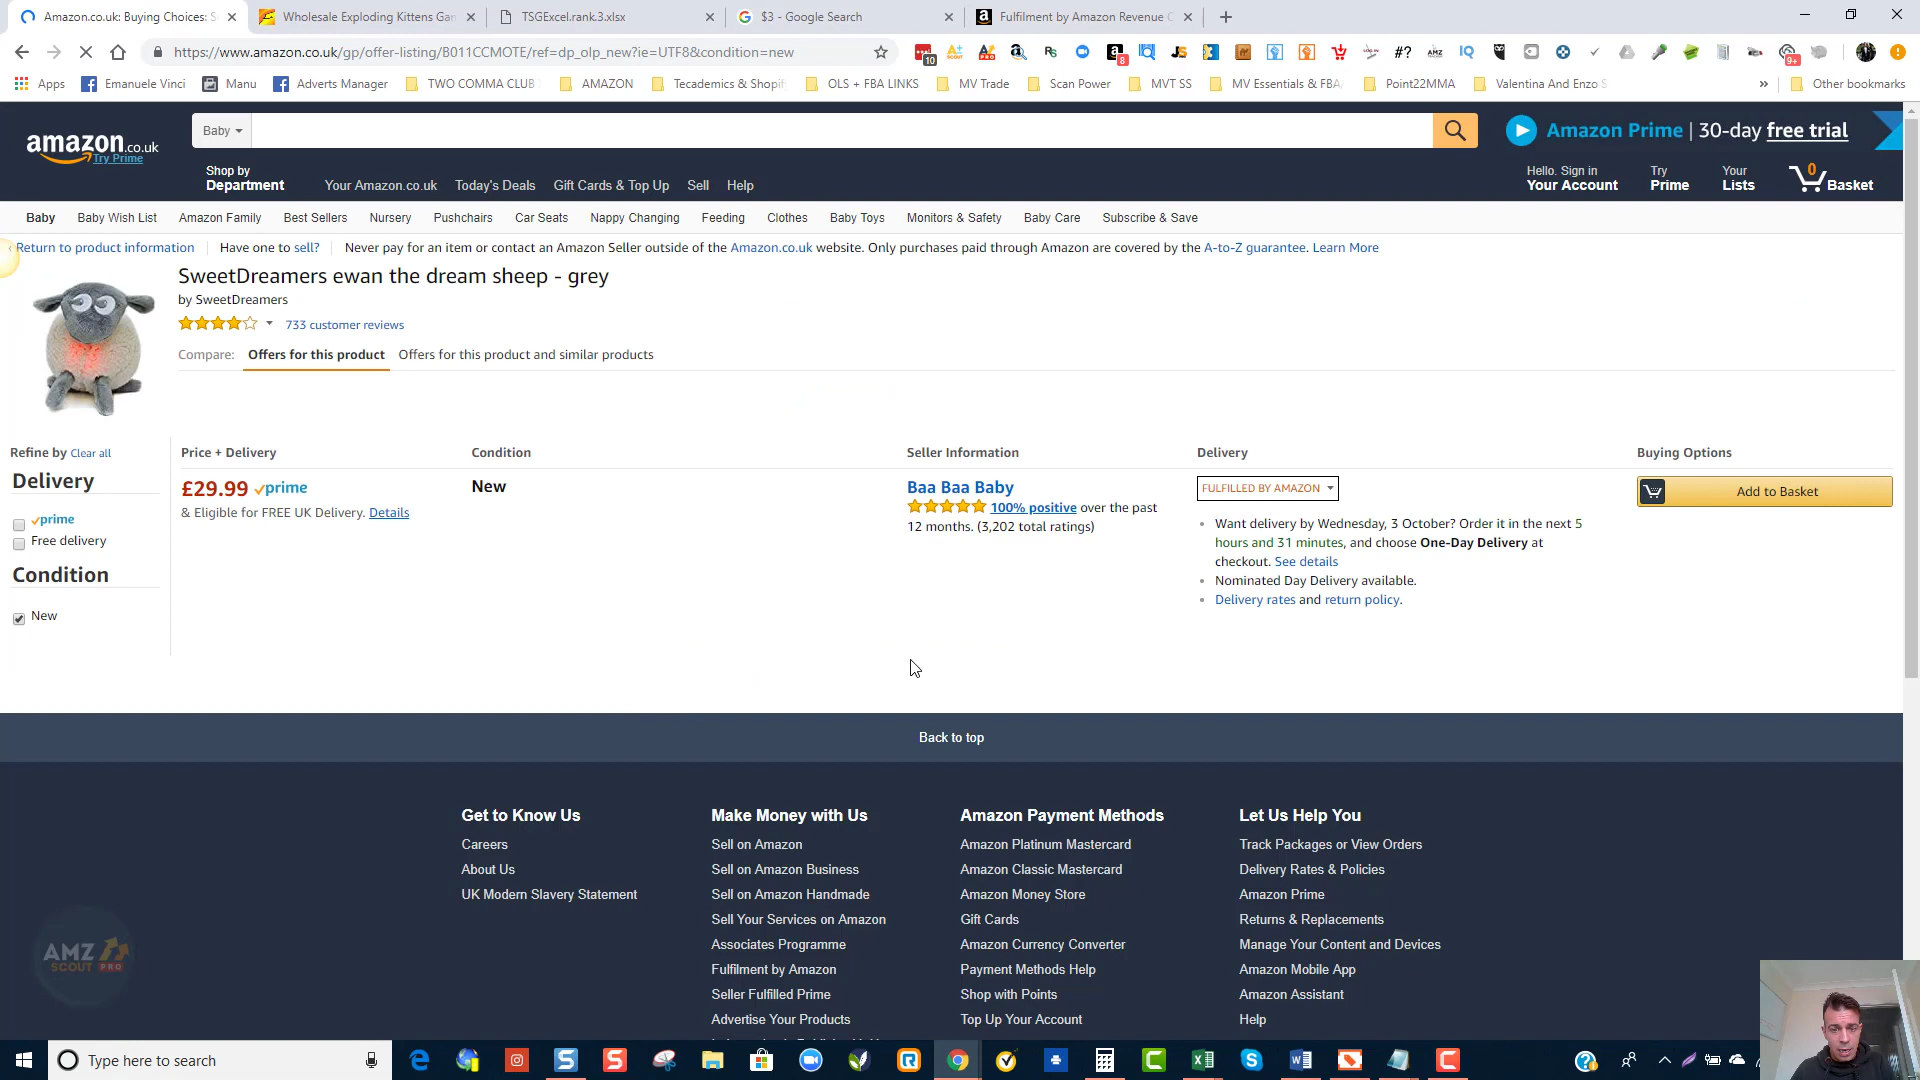 Amazon.co.uk: Buying Choices: S
Wholesale Exploding Kittens Gam
TSGExcel.rank.3.xlsx
$3 - Google Search
Fulfilment by Amazon Revenue C
https://www.amazon.co.uk/gp/offer-listing/B011CCMOTE/ref=dp_olp_new?ie=UTF8&condition=new
Apps
Emanuele Vinci
Manu
Adverts Manager
TWO COMMA CLUB
AMAZON
Tecademics & Shopif
OLS + FBA LINKS
MV Trade
Scan Power
MVT SS
MV Essentials & FBA
Point22MMA
Valentina And Enzo S
Other bookmarks
amazon.co.uk
Try Prime
Baby
Amazon Prime | 30-day free trial
Shop by
Department
Your Amazon.co.uk
Today's Deals
Gift Cards & Top Up
Sell
Help
Hello. Sign in
Your Account
Try
Prime
Your
Lists
0
Basket
Baby
Baby Wish List
Amazon Family
Best Sellers
Nursery
Pushchairs
Car Seats
Nappy Changing
Feeding
Clothes
Baby Toys
Monitors & Safety
Baby Care
Subscribe & Save
Return to product information
Have one to sell?
Never pay for an item or contact an Amazon Seller outside of the Amazon.co.uk website. Only purchases paid through Amazon are covered by the A-to-Z guarantee. Learn More
SweetDreamers ewan the dream sheep - grey
by SweetDreamers
733 customer reviews
Compare:
Offers for this product
Offers for this product and similar products
Refine by Clear all
Delivery
prime
Free delivery
Condition
New
Price + Delivery
Condition
Seller Information
Delivery
Buying Options
£29.99 prime
& Eligible for FREE UK Delivery. Details
New
Baa Baa Baby
100% positive over the past
12 months. (3,202 total ratings)
FULFILLED BY AMAZON
Want delivery by Wednesday, 3 October? Order it in the next 5
hours and 31 minutes, and choose One-Day Delivery at
checkout. See details
Nominated Day Delivery available.
Delivery rates and return policy.
Add to Basket
Back to top
Get to Know Us
Careers
About Us
UK Modern Slavery Statement
Make Money with Us
Sell on Amazon
Sell on Amazon Business
Sell on Amazon Handmade
Sell Your Services on Amazon
Associates Programme
Fulfilment by Amazon
Seller Fulfilled Prime
Advertise Your Products
Amazon Payment Methods
Amazon Platinum Mastercard
Amazon Classic Mastercard
Amazon Money Store
Gift Cards
Amazon Currency Converter
Payment Methods Help
Shop with Points
Top Up Your Account
Let Us Help You
Track Packages or View Orders
Delivery Rates & Policies
Amazon Prime
Returns & Replacements
Manage Your Content and Devices
Amazon Mobile App
Amazon Assistant
Help
AMZ
SCOUT PRO
Type here to search